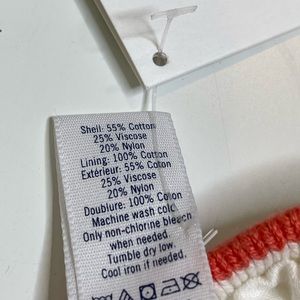 Shell: 55% Cotton
25% Viscose
20% Nylon
Lining: 100% Cotton
Extérieur: 55% Coton
25% Viscose
20% Nylon
Doublure: 100% Coton
Machine wash cold.
Only non-chlorine bleach
when needed.
Tumble dry low.
Cool iron if needed.